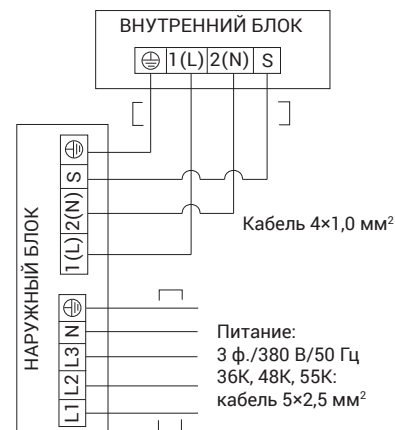 ВНУТРЕННИЙ БЛОК
1(L) 2(N) S
НАРУЖНЫЙ БЛОК
S
2(N)
1(L)
Кабель 4×1,0 мм²
N
L3
L2
L1
Питание:
3 ф./380 В/50 Гц
36K, 48K, 55K:
кабель 5×2,5 мм²